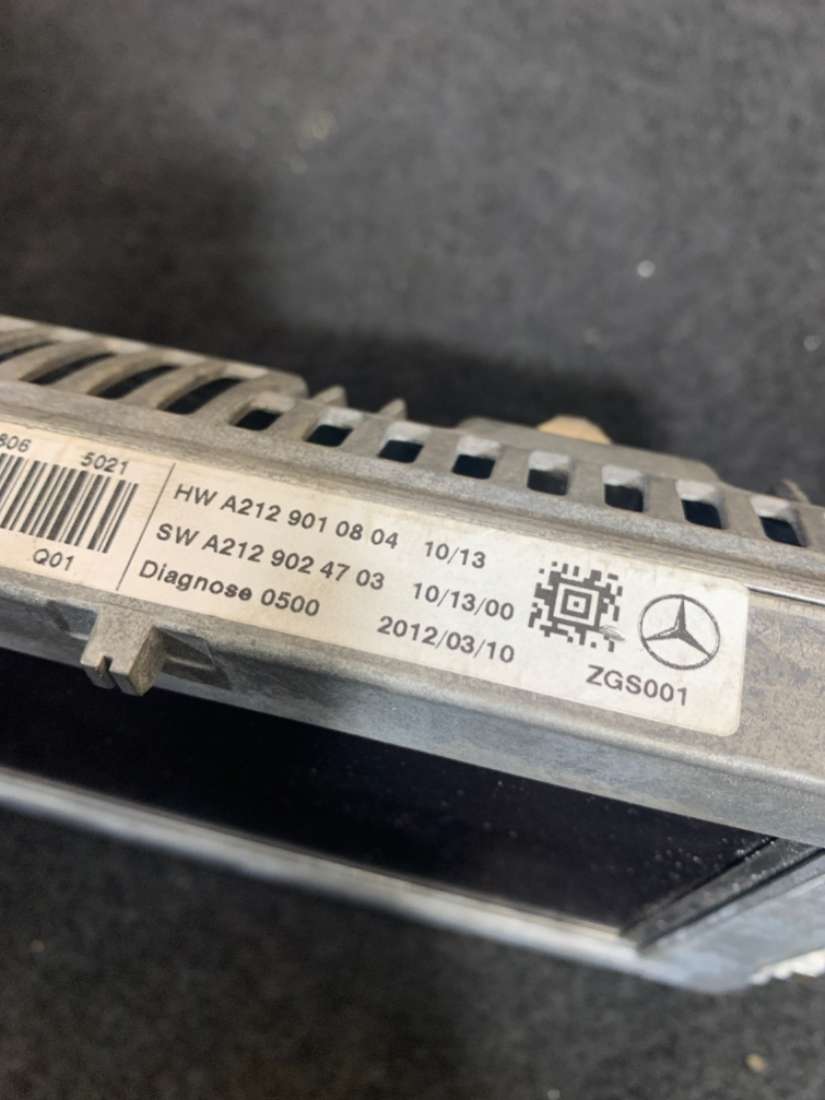 806 5021
Q01
HW A212 901 08 04 10/13
SW A212 902 47 03 10/13/00
Diagnose 0500 2012/03/10
ZGS001